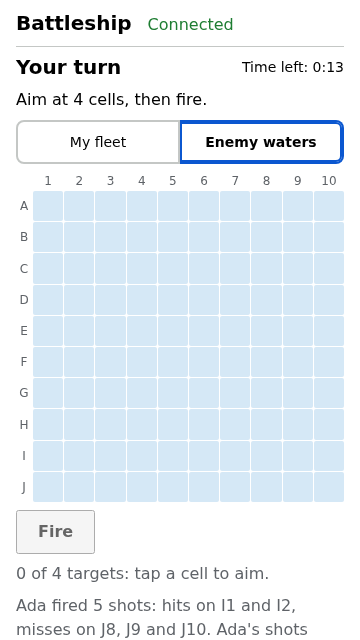 Battleship Connected
Your turn Time left: 0:13
Aim at 4 cells, then fire.
My fleet Enemy waters
1 2 3 4 5 6 7 8 9 10
A
B
C
D
E
F
G
H
I
J
Fire
0 of 4 targets: tap a cell to aim.
Ada fired 5 shots: hits on I1 and I2,
misses on J8, J9 and J10. Ada's shots